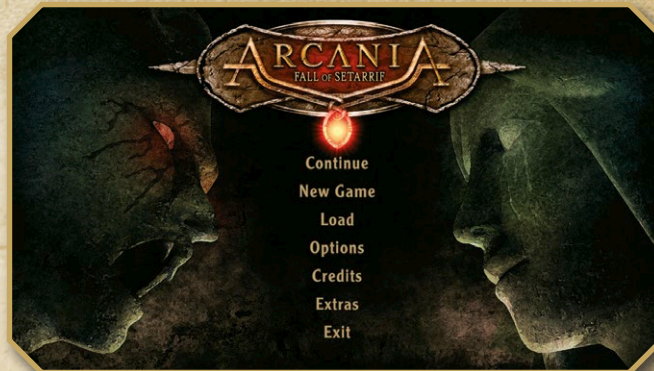 ARCANIA
FALL OF SETARRIF
Continue
New Game
Load
Options
Credits
Extras
Exit